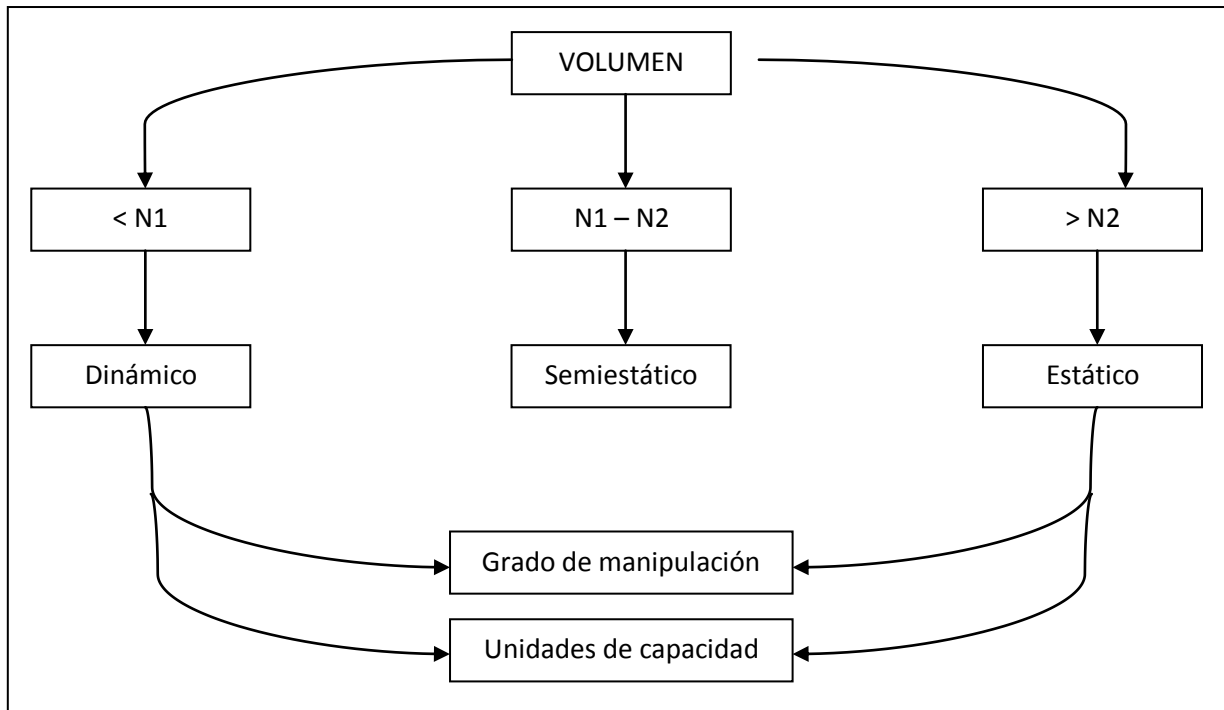 VOLUMEN
< N1
N1 – N2
> N2
Dinámico
Semiestático
Estático
Grado de manipulación
Unidades de capacidad